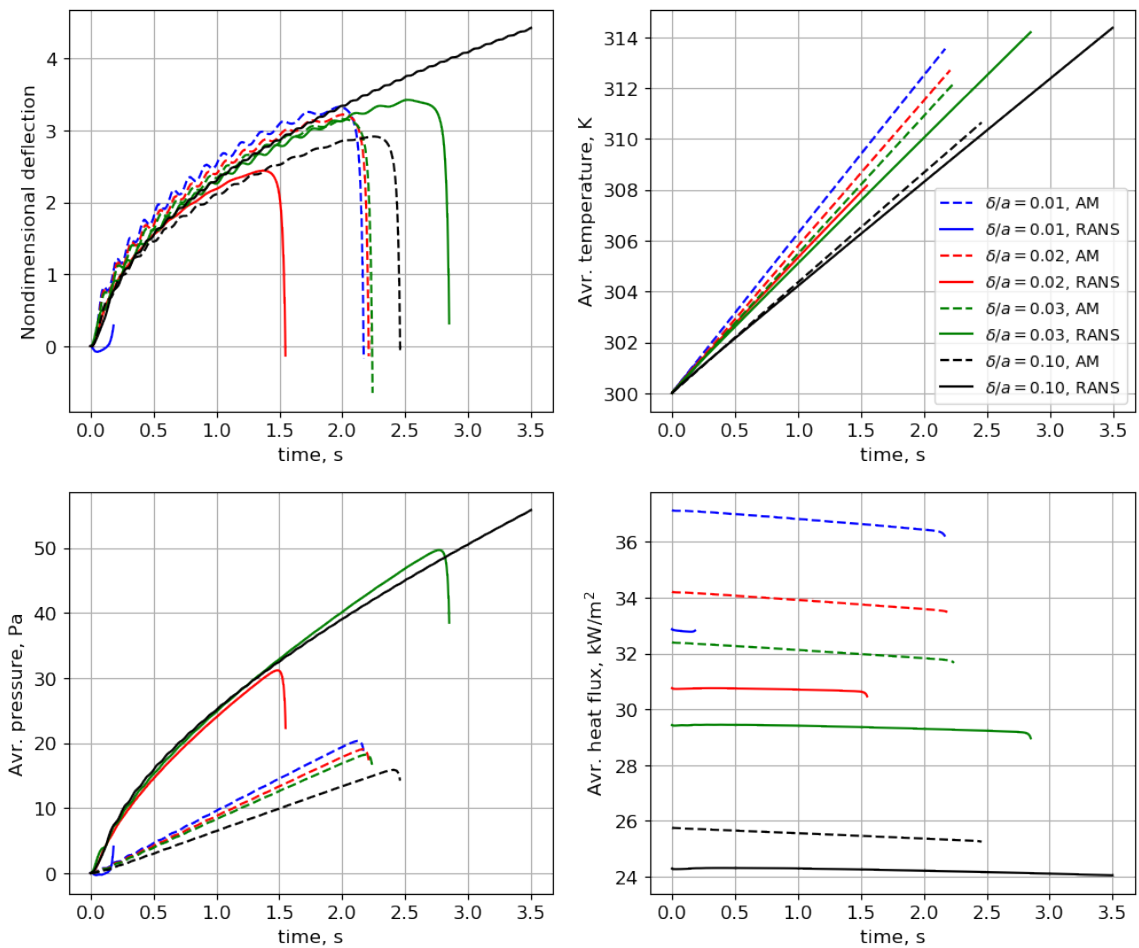 Nondimensional deflection
4
3
2
1
0
0.0 0.5 1.0 1.5 2.0 2.5 3.0 3.5
time, s
Avr. temperature, K
314
312
310
308
306
304
302
300
δ/a = 0.01, AM
δ/a = 0.01, RANS
δ/a = 0.02, AM
δ/a = 0.02, RANS
δ/a = 0.03, AM
δ/a = 0.03, RANS
δ/a = 0.10, AM
δ/a = 0.10, RANS
0.0 0.5 1.0 1.5 2.0 2.5 3.0 3.5
time, s
Avr. pressure, Pa
50
40
30
20
10
0
0.0 0.5 1.0 1.5 2.0 2.5 3.0 3.5
time, s
Avr. heat flux, kW/m²
36
34
32
30
28
26
24
0.0 0.5 1.0 1.5 2.0 2.5 3.0 3.5
time, s